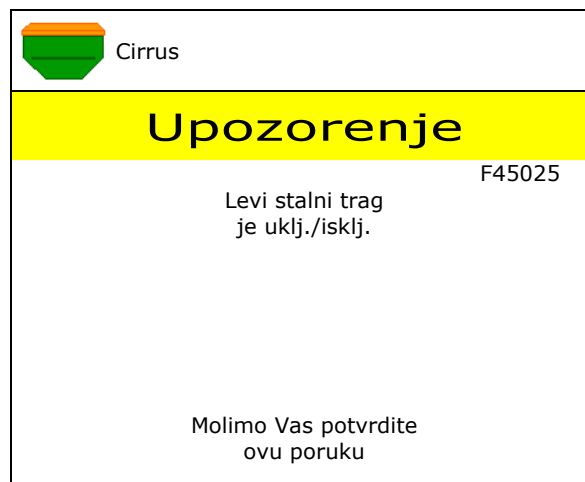 Cirrus
Upozorenje
F45025
Levi stalni trag
je uklj./isklj.
Molimo Vas potvrdite
ovu poruku